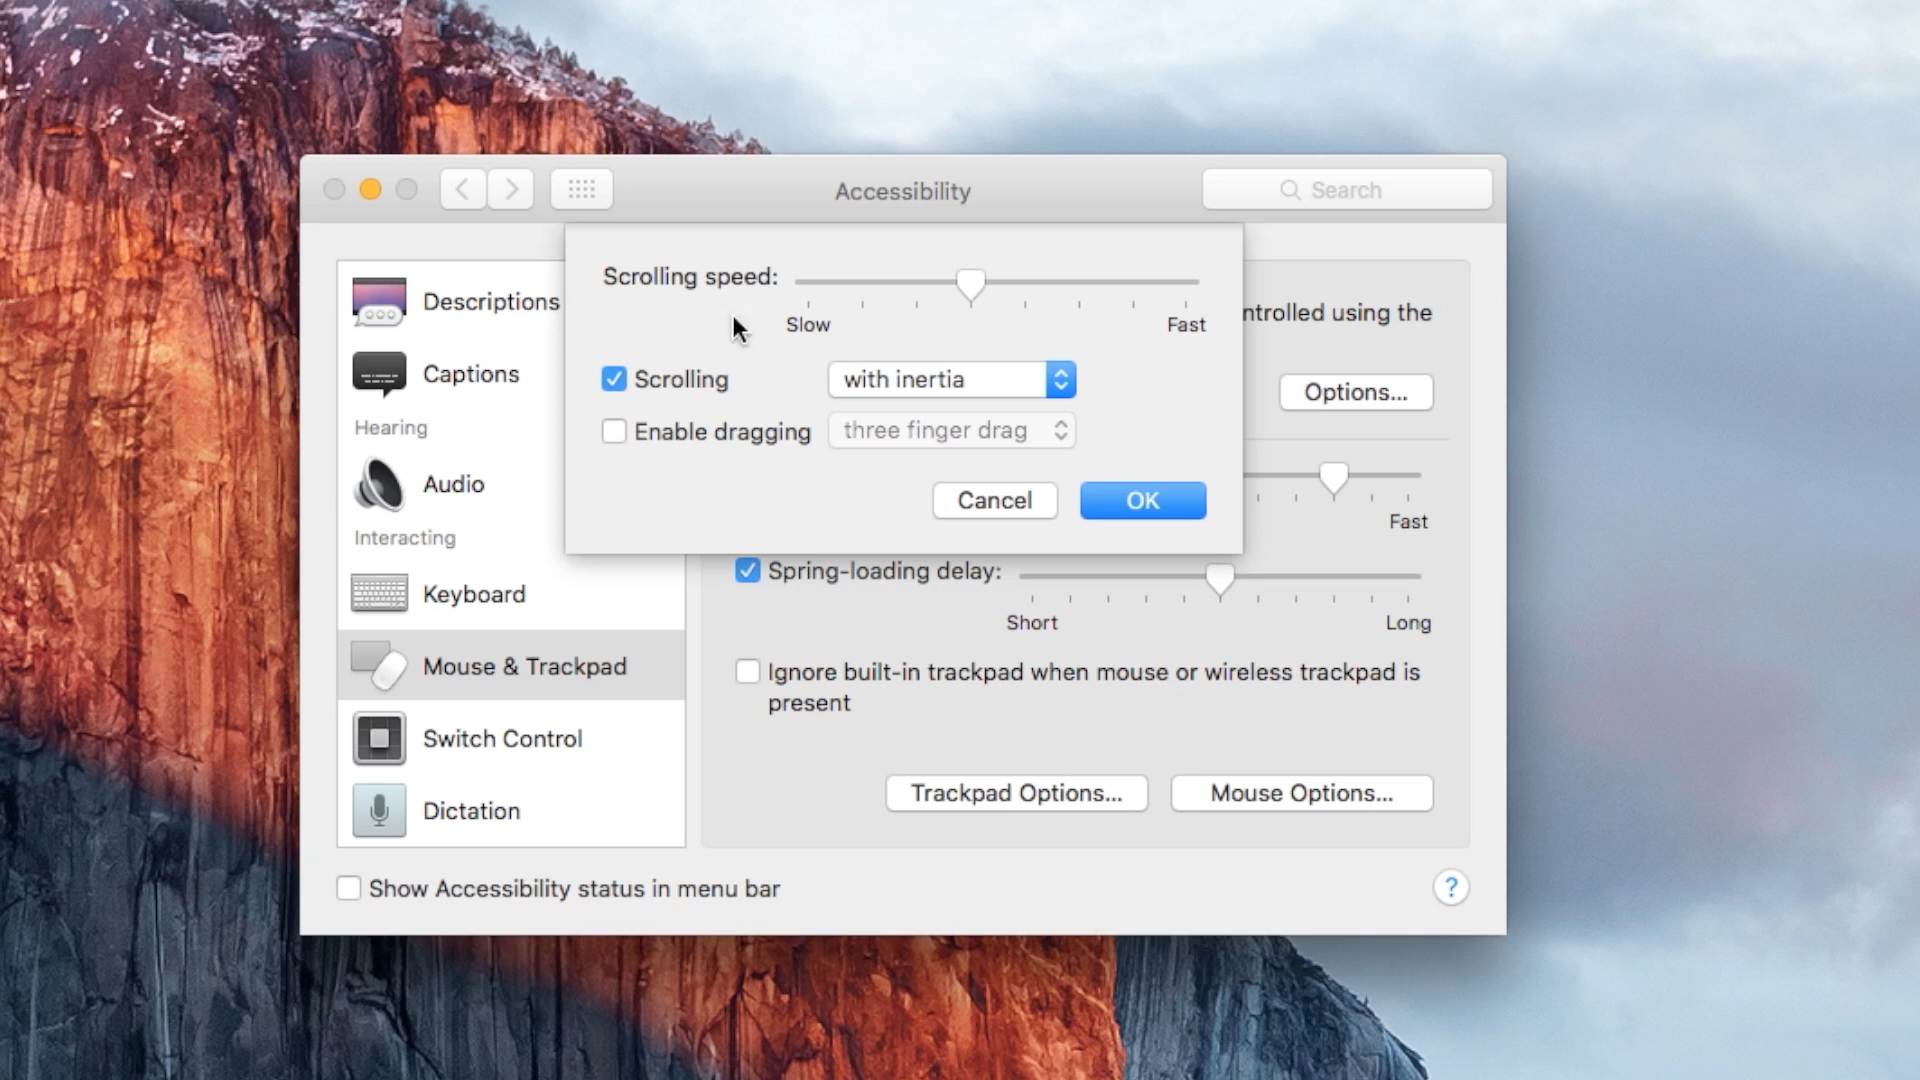 Accessibility
Search
Scrolling speed:
Slow
Fast
Scrolling
with inertia
Enable dragging
three finger drag
Cancel
OK
Descriptions
Captions
Hearing
Audio
Interacting
Keyboard
Mouse & Trackpad
Switch Control
Dictation
ntrolled using the
Options...
Fast
Spring-loading delay:
Short
Long
Ignore built-in trackpad when mouse or wireless trackpad is
present
Trackpad Options...
Mouse Options...
Show Accessibility status in menu bar
?